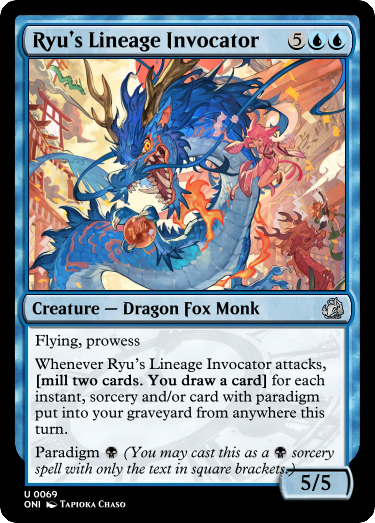 Ryu's Lineage Invocator 5
Creature — Dragon Fox Monk
Flying, prowess
Whenever Ryu's Lineage Invocator attacks,
[mill two cards. You draw a card] for each
instant, sorcery and/or card with paradigm
put into your graveyard from anywhere this
turn.
Paradigm (You may cast this as a sorcery
spell with only the text in square brackets.)
5/5
U 0069
ONI Tapioka Chaso